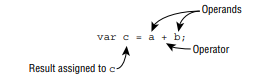 Operands
var c = a + b;
Operator
Result assigned to c